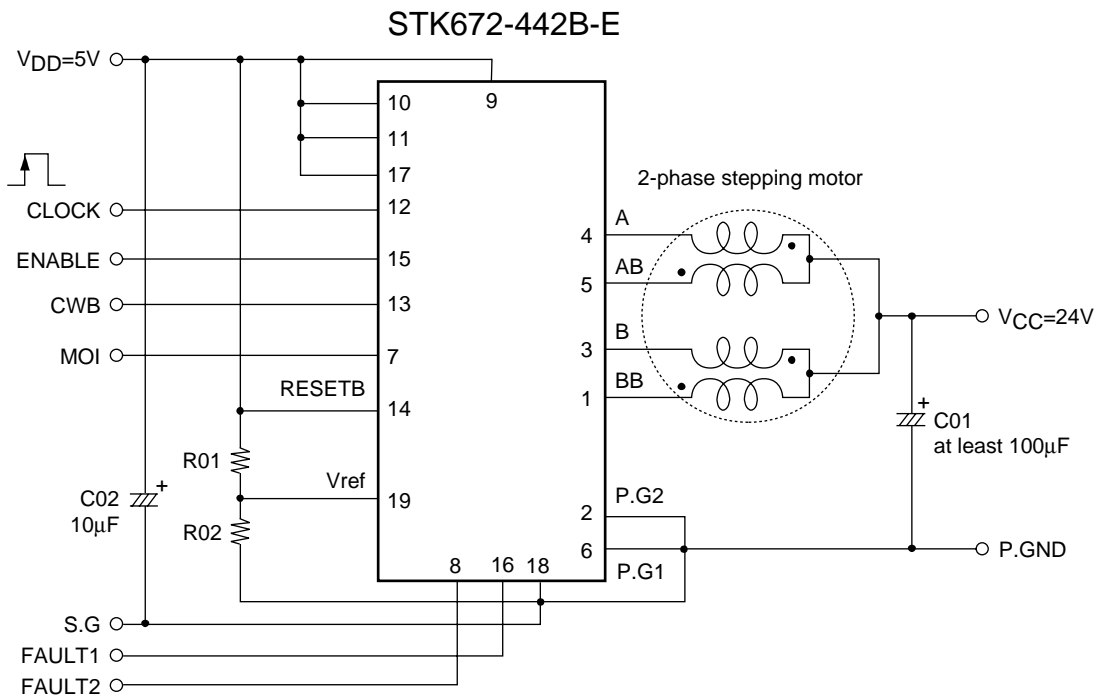 STK672-442B-E
VDD=5V
9
10
11
17
2-phase stepping motor
CLOCK
12
4
A
ENABLE
15
5
AB
CWB
13
VCC=24V
MOI
7
3
B
RESETB
14
1
BB
C01
at least 100µF
R01
Vref
19
C02
10µF
R02
2
P.G2
6
P.G1
P.GND
8
16
18
S.G
FAULT1
FAULT2
+
+